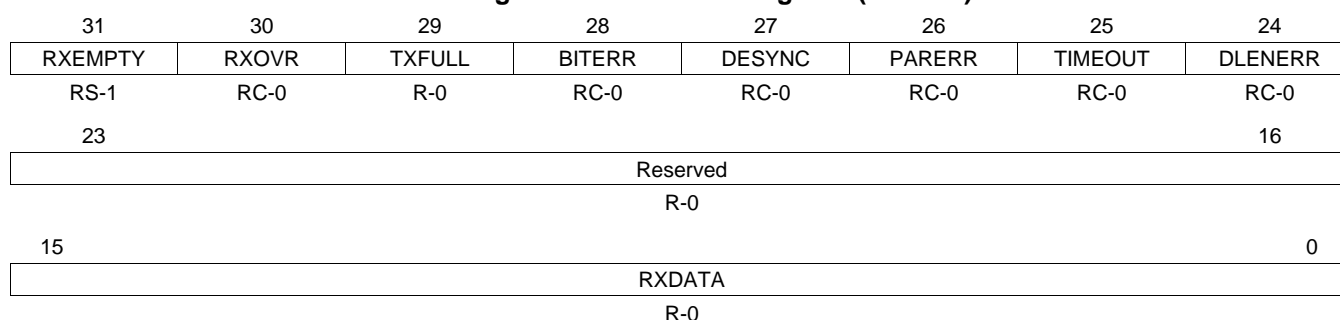 31 30 29 28 27 26 25 24
RXEMPTY RXOVR TXFULL BITERR DESYNC PARERR TIMEOUT DLENERR
RS-1 RC-0 R-0 RC-0 RC-0 RC-0 RC-0 RC-0
23 16
Reserved
R-0
15 0
RXDATA
R-0